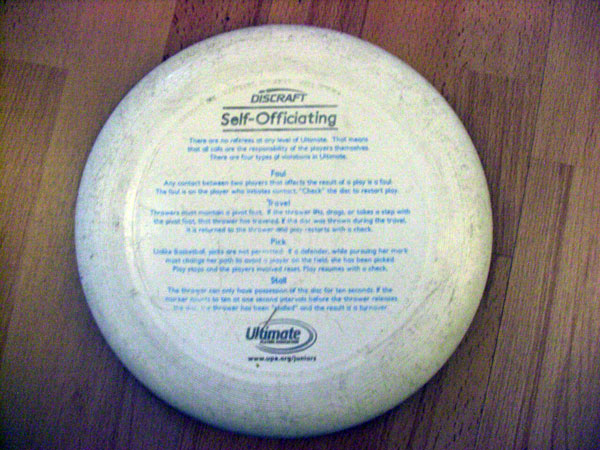 DISCRAFT
Self-Officiating
There are no referees at any level of Ultimate. That means
that all calls are the responsibility of the players themselves.
There are four types of violations in Ultimate.
Foul
Any contact between two players that affects the result of a play is a foul.
The foul is on the player who initiates contact. "Check" the disc to restart play.
Travel
Throwers must maintain a pivot foot. If the thrower lifts, drags, or takes a step with
the pivot foot, that thrower has traveled. If the disc was thrown during the travel,
it is returned to the thrower and play restarts with a check.
Pick
Unlike Basketball, picks are not permitted. If a defender, while pursuing her mark
must change her path to avoid a player on the field, she has been picked.
Play stops and the players involved reset. Play resumes with a check.
Stall
The thrower can only have possession of the disc for ten seconds. If the
marker counts to ten at one second intervals before the thrower releases
the disc, the thrower has been "stalled" and the result is a turnover.
Ultimate
PLAYERS ASSOCIATION
www.upa.org/juniors